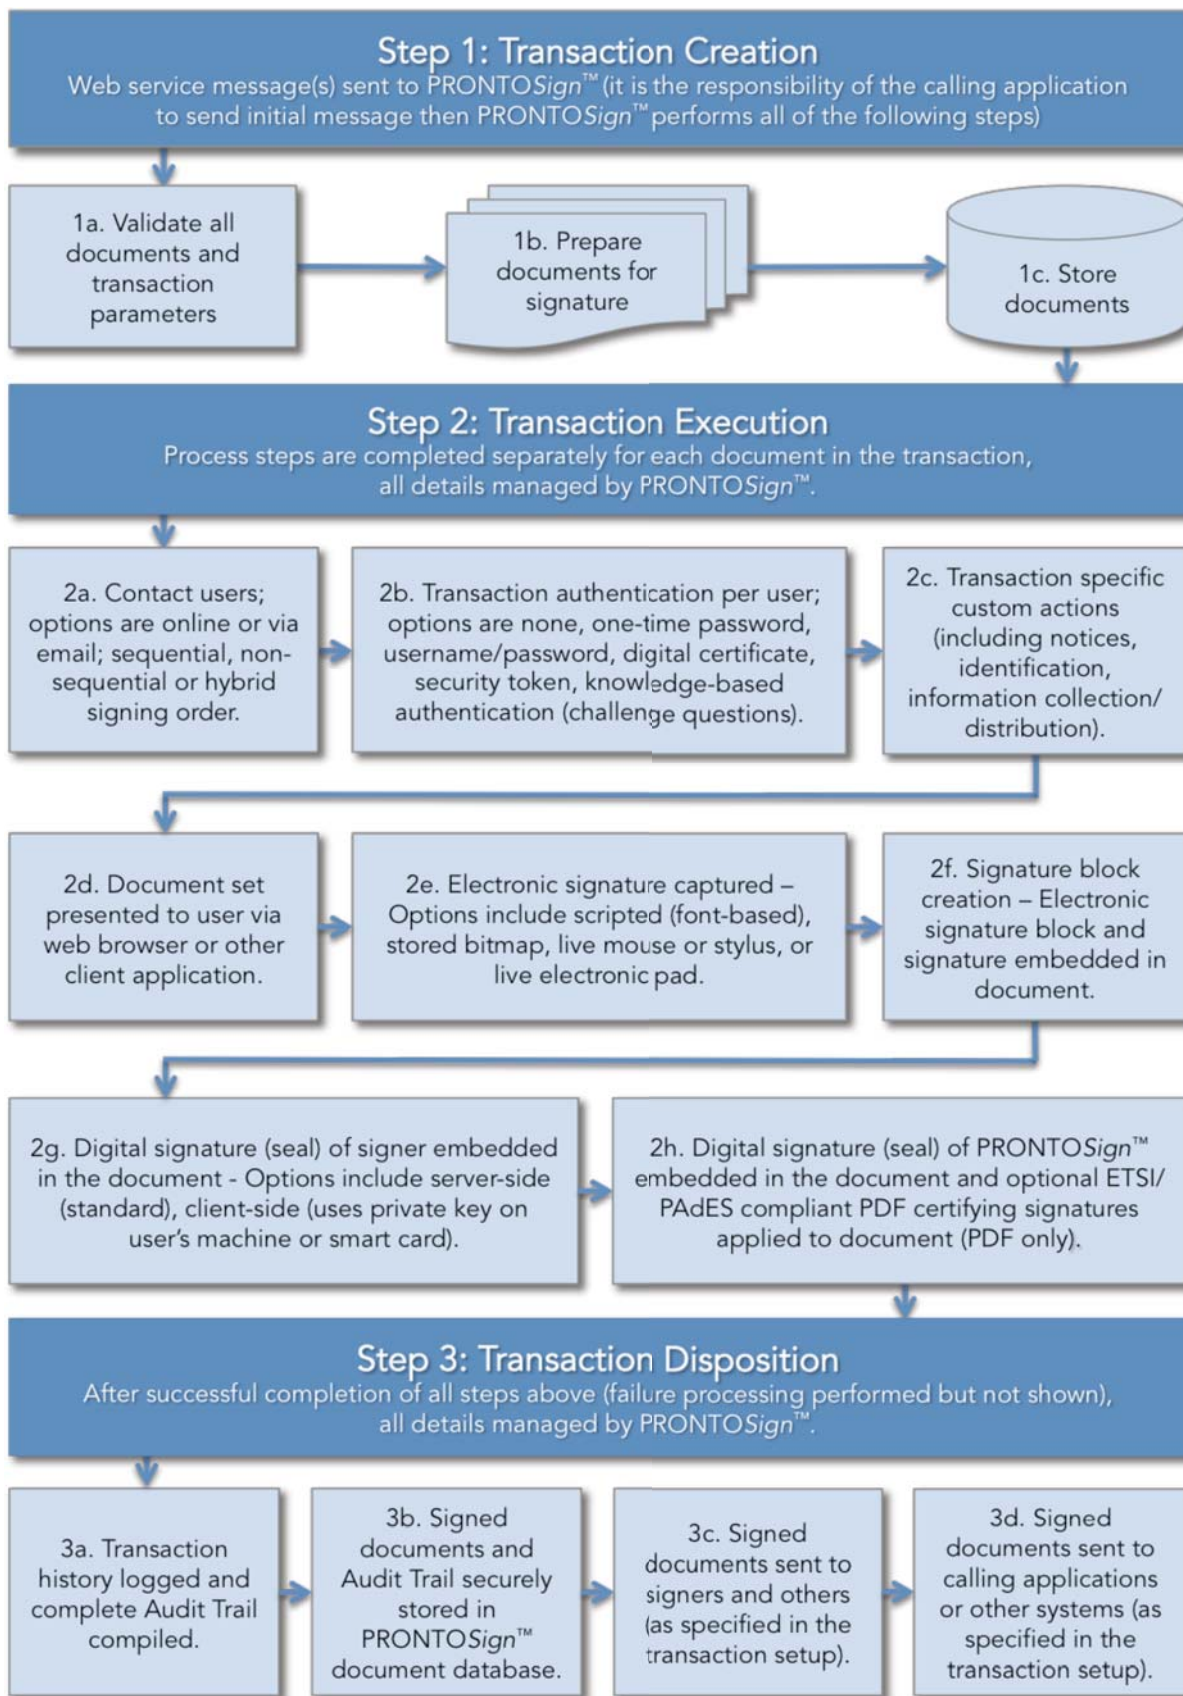 Step 1: Transaction Creation
Web service message(s) sent to PRONTOSign™ (it is the responsibility of the calling application
to send initial message then PRONTOSign™ performs all of the following steps)
1a. Validate all
documents and
transaction
parameters
1b. Prepare
documents for
signature
1c. Store
documents
Step 2: Transaction Execution
Process steps are completed separately for each document in the transaction,
all details managed by PRONTOSign™.
2a. Contact users;
options are online or via
email; sequential, non-
sequential or hybrid
signing order.
2b. Transaction authentication per user;
options are none, one-time password,
username/password, digital certificate,
security token, knowledge-based
authentication (challenge questions).
2c. Transaction specific
custom actions
(including notices,
identification,
information collection/
distribution).
2d. Document set
presented to user via
web browser or other
client application.
2e. Electronic signature captured –
Options include scripted (font-based),
stored bitmap, live mouse or stylus, or
live electronic pad.
2f. Signature block
creation – Electronic
signature block and
signature embedded in
document.
2g. Digital signature (seal) of signer embedded
in the document - Options include server-side
(standard), client-side (uses private key on
user's machine or smart card).
2h. Digital signature (seal) of PRONTOSign™
embedded in the document and optional ETSI/
PAdES compliant PDF certifying signatures
applied to document (PDF only).
Step 3: Transaction Disposition
After successful completion of all steps above (failure processing performed but not shown),
all details managed by PRONTOSign™.
3a. Transaction
history logged and
complete Audit Trail
compiled.
3b. Signed
documents and
Audit Trail securely
stored in
PRONTOSign™
document database.
3c. Signed
documents sent to
signers and others
(as specified in the
transaction setup).
3d. Signed
documents sent to
calling applications
or other systems (as
specified in the
transaction setup).